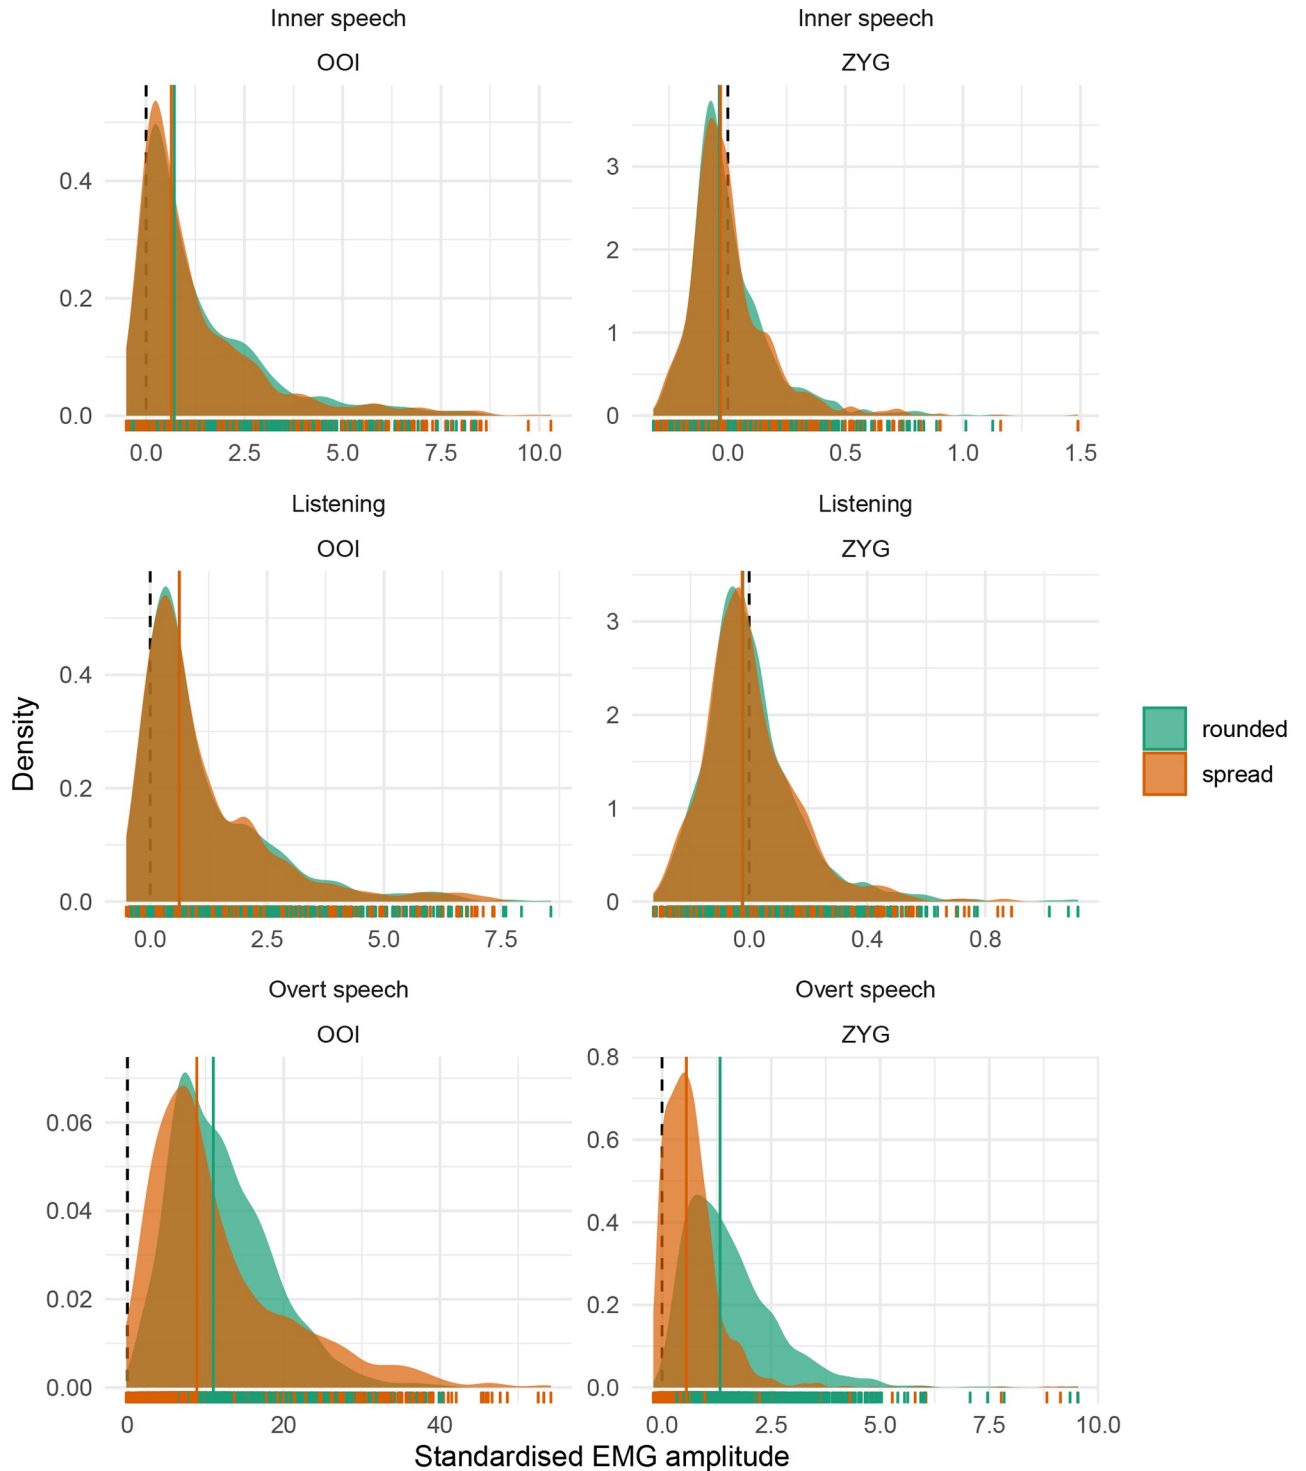 Inner speech
Inner speech
OOI
ZYG
0.4
0.2
0.0
3
2
1
0
0.0 2.5 5.0 7.5 10.0
0.0 0.5 1.0 1.5
Listening
Listening
OOI
ZYG
0.4
0.2
0.0
3
2
1
0
0.0 2.5 5.0 7.5
0.0 0.4 0.8
Density
rounded
spread
Overt speech
Overt speech
OOI
ZYG
0.06
0.04
0.02
0.00
0.8
0.6
0.4
0.2
0.0
0 20 40
0.0 2.5 5.0 7.5 10.0
Standardised EMG amplitude